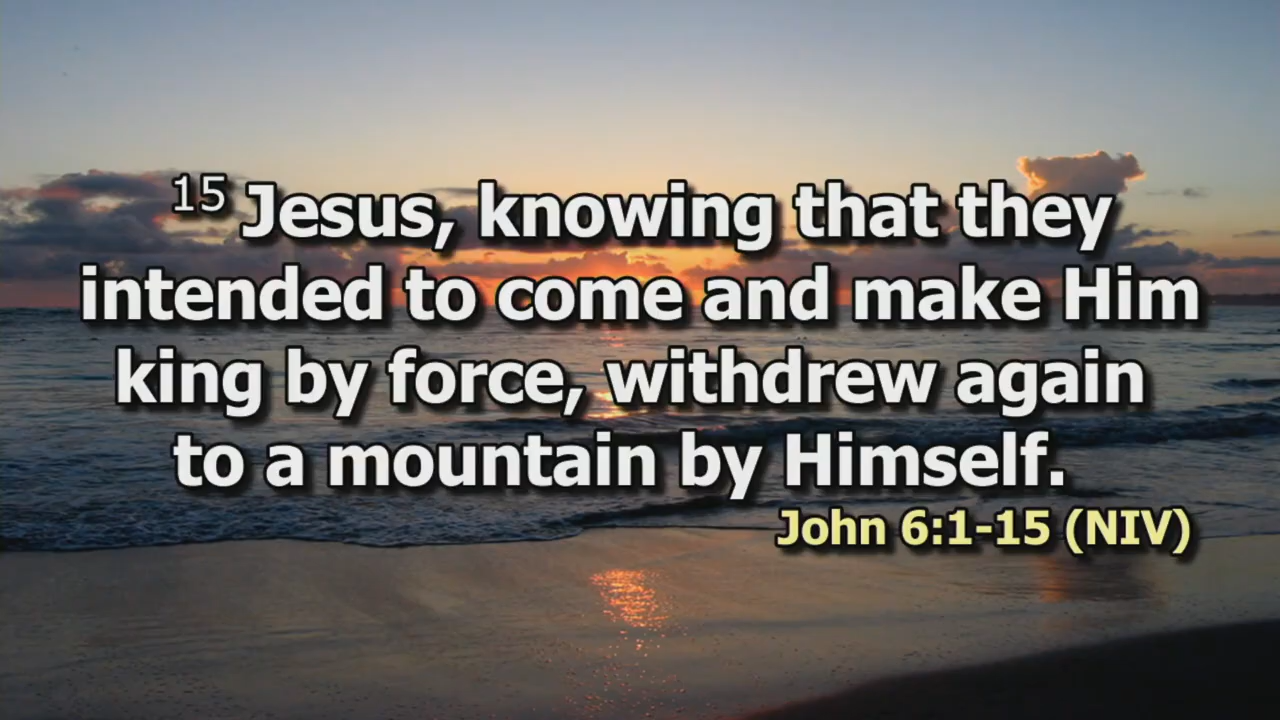 15 Jesus, knowing that they
intended to come and make Him
king by force, withdrew again
to a mountain by Himself.
John 6:1-15 (NIV)